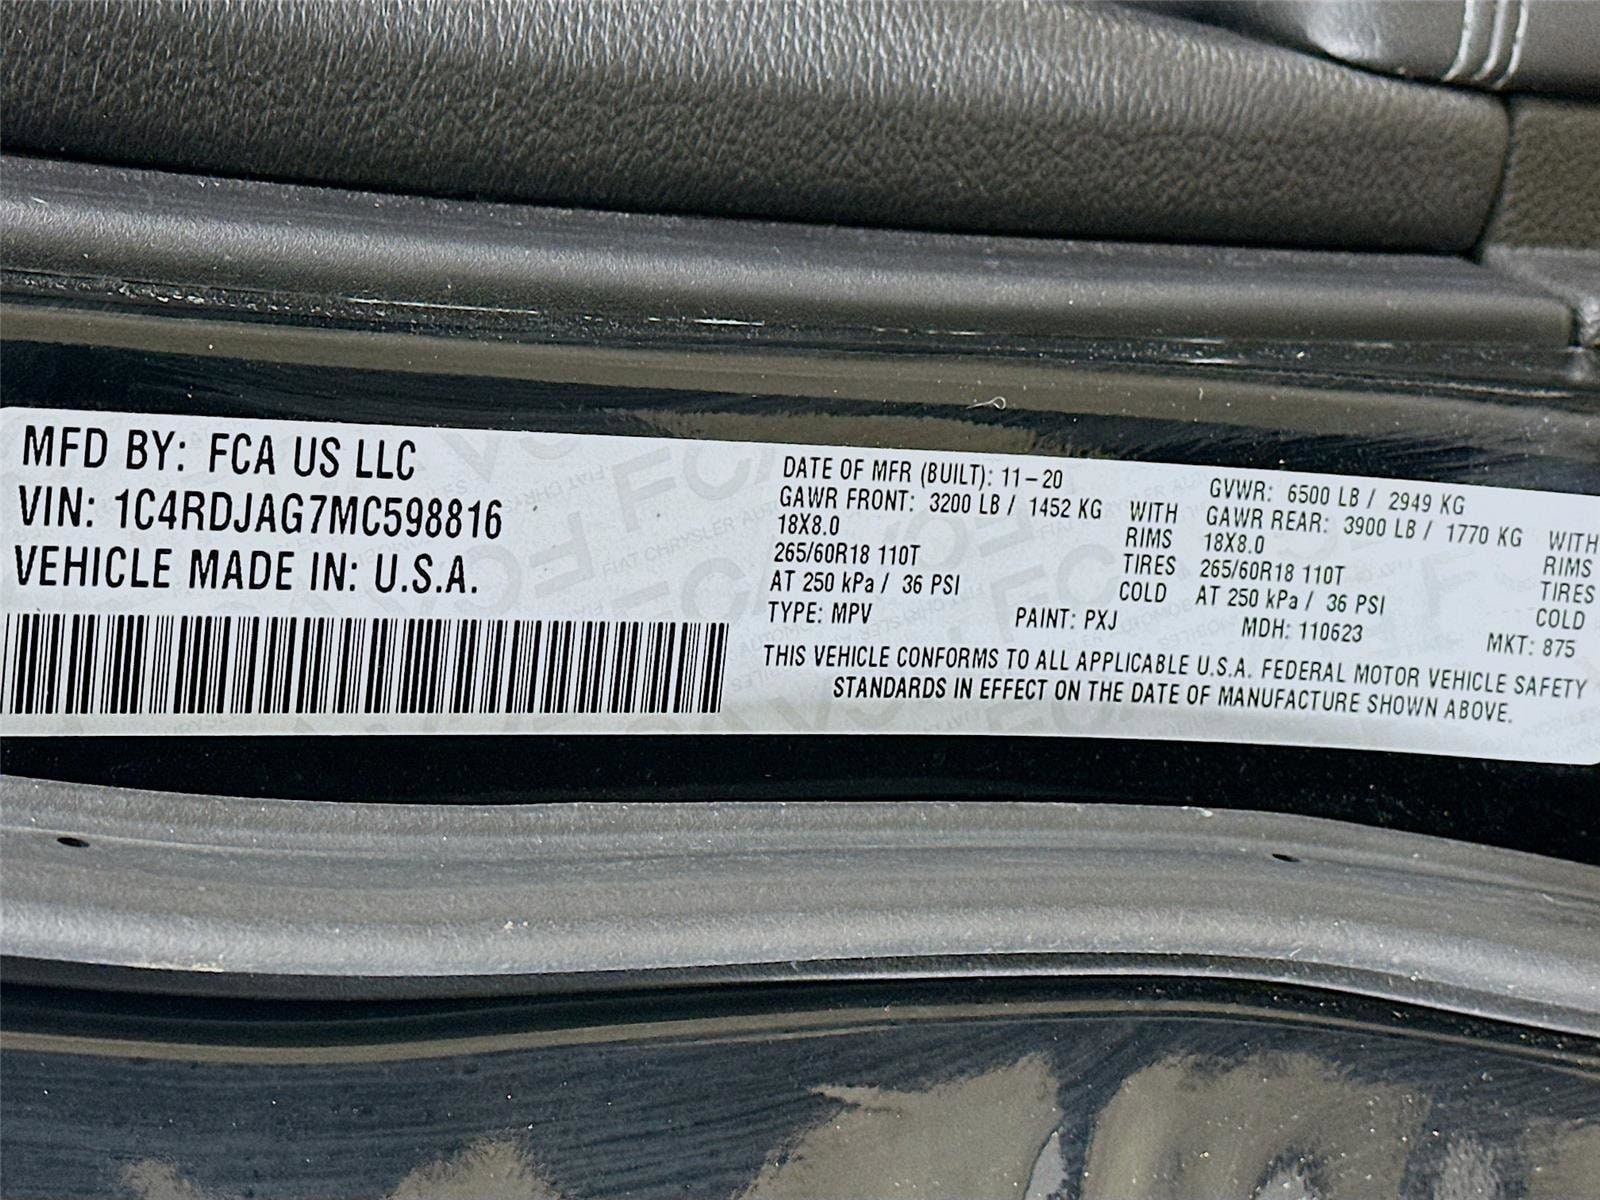 MFD BY: FCA US LLC
VIN: 1C4RDJAG7MC598816
VEHICLE MADE IN: U.S.A.
DATE OF MFR (BUILT): 11-20
GAWR FRONT: 3200 LB / 1452 KG WITH
18X8.0 RIMS
265/60R18 110T TIRES
AT 250 kPa / 36 PSI COLD
GVWR: 6500 LB / 2949 KG
GAWR REAR: 3900 LB / 1770 KG WITH
18X8.0 RIMS
265/60R18 110T TIRES
AT 250 kPa / 36 PSI COLD
TYPE: MPV PAINT: PXJ MDH: 110623 MKT: 875
THIS VEHICLE CONFORMS TO ALL APPLICABLE U.S.A. FEDERAL MOTOR VEHICLE SAFETY
STANDARDS IN EFFECT ON THE DATE OF MANUFACTURE SHOWN ABOVE.